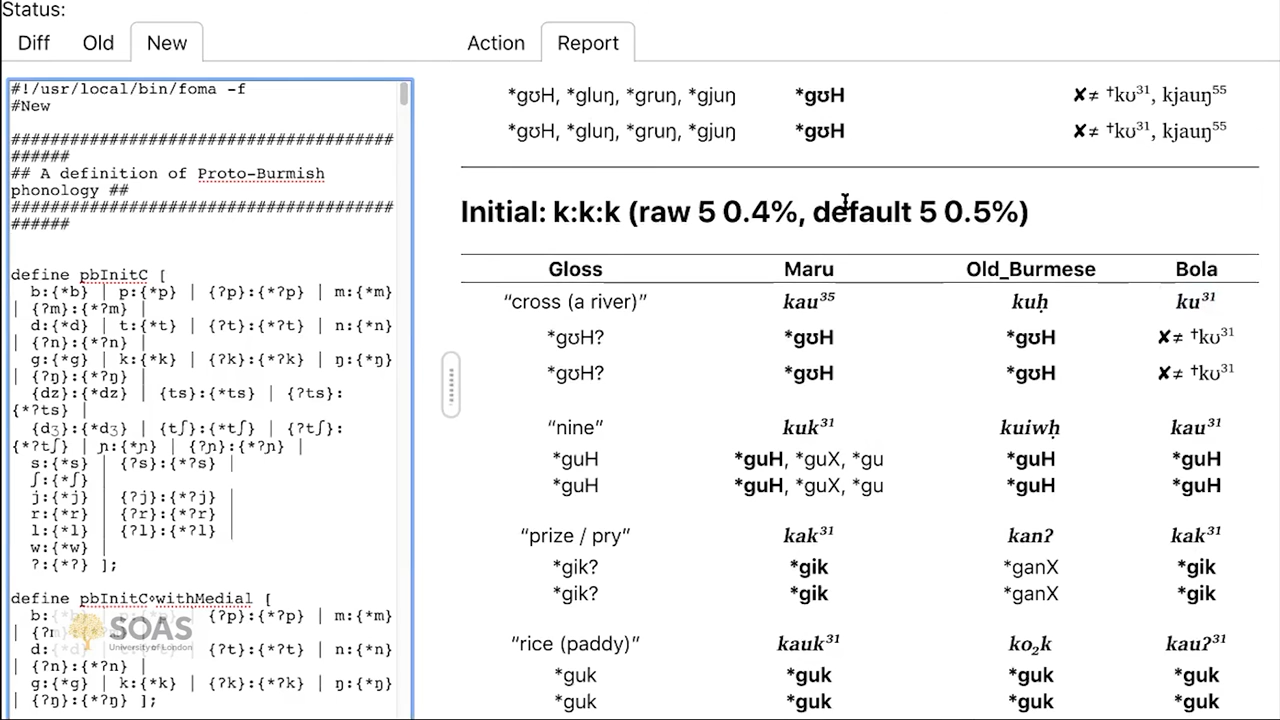 Status:
Diff Old New
Action Report
#!/usr/local/bin/foma -f
#New
#######################################
######
## A definition of Proto-Burmish
phonology ##
#######################################
######
define pbInitC [
b:{*b} | p:{*p} | {?p}:{*?p} | m:{*m}
| {?m}:{*?m} |
d:{*d} | t:{*t} | {?t}:{*?t} | n:{*n}
| {?n}:{*?n} |
g:{*g} | k:{*k} | {?k}:{*?k} | ŋ:{*ŋ}
| {?ŋ}:{*?ŋ} |
{dz}:{*dz} | {ts}:{*ts} | {?ts}:
{*?ts} |
{dʒ}:{*dʒ} | {tʃ}:{*tʃ} | {?tʃ}:
{*?tʃ} | ɲ:{*ɲ} | {?ɲ}:{*?ɲ} |
s:{*s} | {?s}:{*?s} |
ʃ:{*ʃ} |
j:{*j} | {?j}:{*?j} |
r:{*r} | {?r}:{*?r} |
l:{*l} | {?l}:{*?l} |
w:{*w} |
?:{*?} ];
define pbInitC◦withMedial [
b:{*b} | {?p}:{*?p} | m:{*m}
| {?m
d:{*d} | {?t}:{*?t} | n:{*n}
| {?n}:{*?n} |
g:{*g} | k:{*k} | {?k}:{*?k} | ŋ:{*ŋ}
| {?ŋ}:{*?ŋ} ];
SOAS
University of London
*gʊH, *gluŋ, *gruŋ, *gjuŋ *gʊH ✘≠ †kʊ³¹, kjauŋ⁵⁵
*gʊH, *gluŋ, *gruŋ, *gjuŋ *gʊH ✘≠ †kʊ³¹, kjauŋ⁵⁵
Initial: k:k:k (raw 5 0.4%, default 5 0.5%)
Gloss Maru Old_Burmese Bola
“cross (a river)” kau³⁵ kuḥ ku³¹
*gʊH? *gʊH *gʊH ✘≠ †kʊ³¹
*gʊH? *gʊH *gʊH ✘≠ †kʊ³¹
“nine” kuk³¹ kuiwḥ kau³¹
*guH *guH, *guX, *gu *guH *guH
*guH *guH, *guX, *gu *guH *guH
“prize / pry” kak³¹ kanʔ kak³¹
*gik? *gik *ganX *gik
*gik? *gik *ganX *gik
“rice (paddy)” kauk³¹ ko₂k kauʔ³¹
*guk *guk *guk *guk
*guk *guk *guk *guk